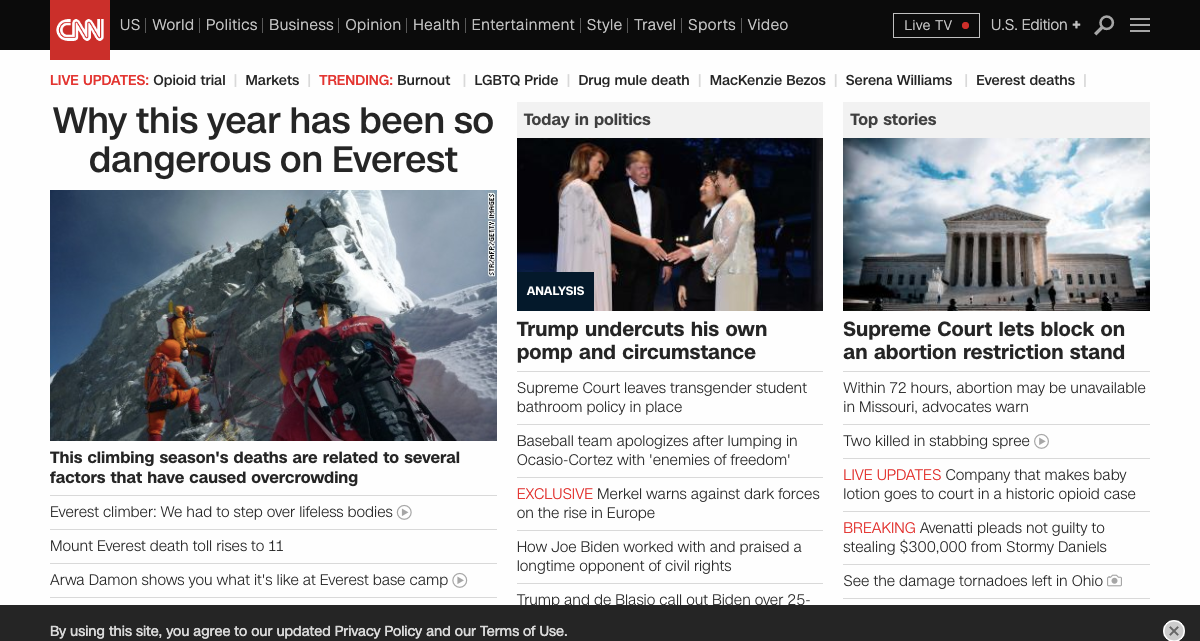 CNN
US World Politics Business Opinion Health Entertainment Style Travel Sports Video
Live TV
U.S. Edition +
LIVE UPDATES: Opioid trial Markets TRENDING: Burnout LGBTQ Pride Drug mule death MacKenzie Bezos Serena Williams Everest deaths
Why this year has been so
dangerous on Everest
STR/AFP/GETTY IMAGES
This climbing season's deaths are related to several
factors that have caused overcrowding
Everest climber: We had to step over lifeless bodies
Mount Everest death toll rises to 11
Arwa Damon shows you what it's like at Everest base camp
Today in politics
ANALYSIS
Trump undercuts his own
pomp and circumstance
Supreme Court leaves transgender student
bathroom policy in place
Baseball team apologizes after lumping in
Ocasio-Cortez with 'enemies of freedom'
EXCLUSIVE Merkel warns against dark forces
on the rise in Europe
How Joe Biden worked with and praised a
longtime opponent of civil rights
Trump and de Blasio call out Biden over 25-
Top stories
Supreme Court lets block on
an abortion restriction stand
Within 72 hours, abortion may be unavailable
in Missouri, advocates warn
Two killed in stabbing spree
LIVE UPDATES Company that makes baby
lotion goes to court in a historic opioid case
BREAKING Avenatti pleads not guilty to
stealing $300,000 from Stormy Daniels
See the damage tornadoes left in Ohio
By using this site, you agree to our updated Privacy Policy and our Terms of Use.